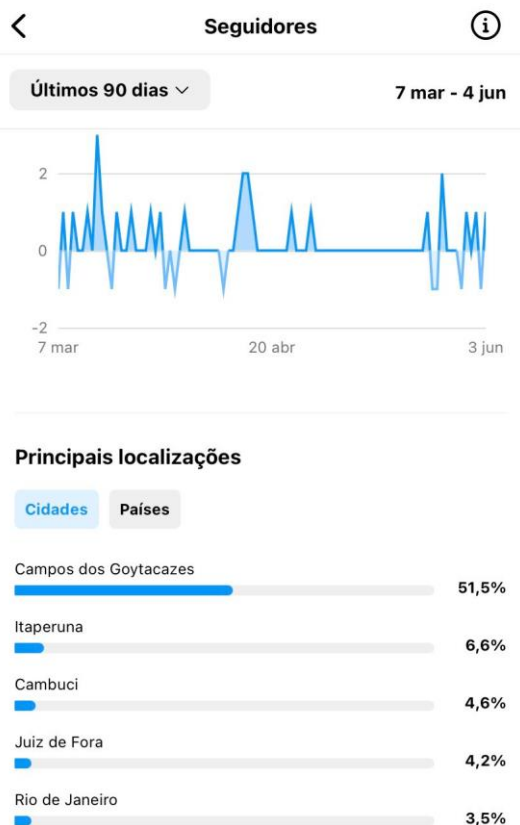 Seguidores
Últimos 90 dias
7 mar - 4 jun
2
0
-2
7 mar
20 abr
3 jun
Principais localizações
Cidades
Países
Campos dos Goytacazes
51,5%
Itaperuna
6,6%
Cambuci
4,6%
Juiz de Fora
4,2%
Rio de Janeiro
3,5%